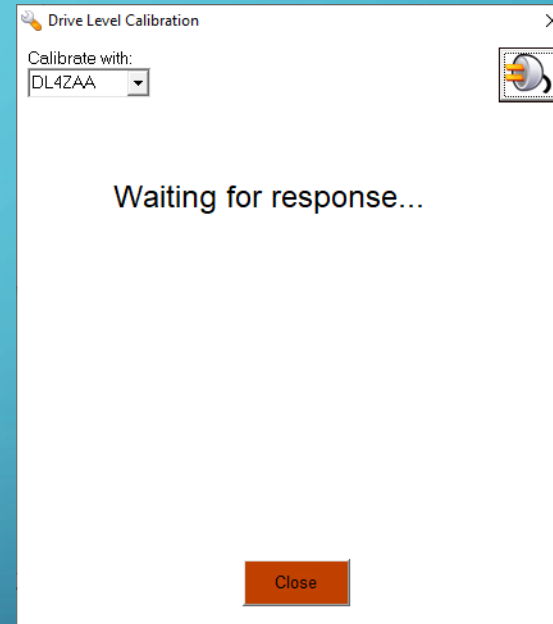 Drive Level Calibration
Calibrate with:
DL4ZAA
Waiting for response...
Close